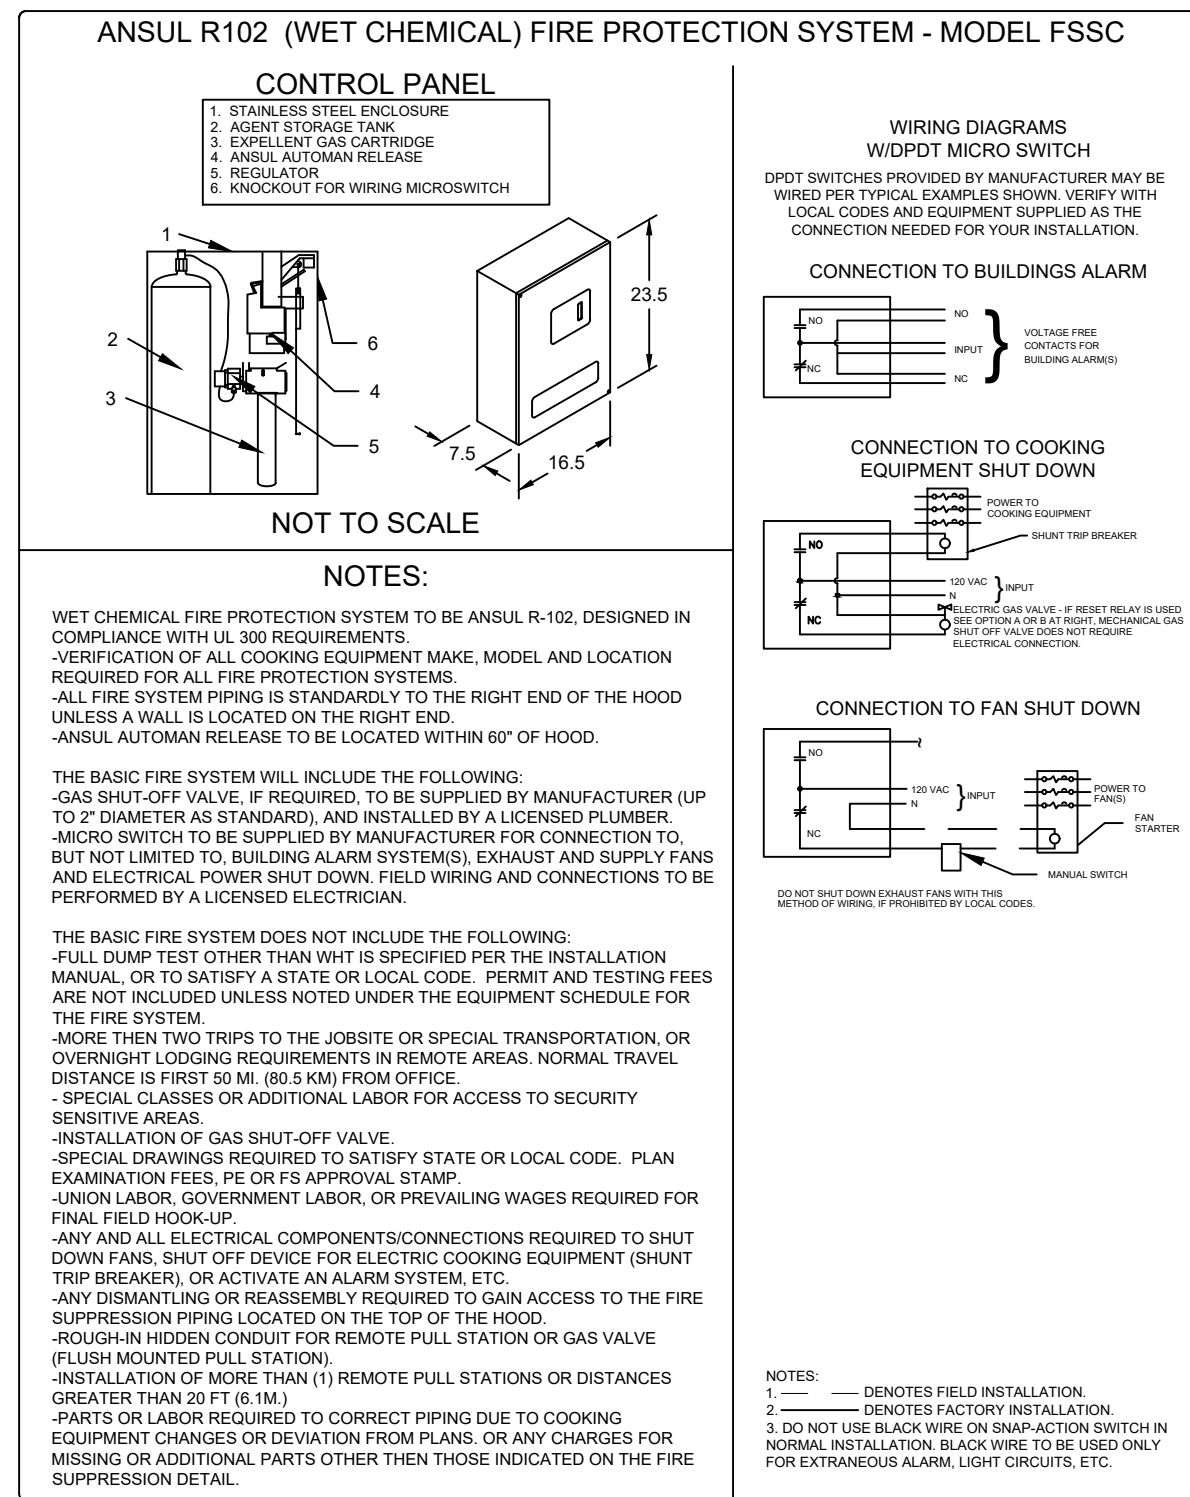 ANSUL R102 (WET CHEMICAL) FIRE PROTECTION SYSTEM - MODEL FSSC
CONTROL PANEL
1. STAINLESS STEEL ENCLOSURE
2. AGENT STORAGE TANK
3. EXPELLENT GAS CARTRIDGE
4. ANSUL AUTOMAN RELEASE
5. REGULATOR
6. KNOCKOUT FOR WIRING MICROSWITCH
1
2
3
6
4
5
23.5
7.5
16.5
NOT TO SCALE
NOTES:
WET CHEMICAL FIRE PROTECTION SYSTEM TO BE ANSUL R-102, DESIGNED IN
COMPLIANCE WITH UL 300 REQUIREMENTS.
-VERIFICATION OF ALL COOKING EQUIPMENT MAKE, MODEL AND LOCATION
REQUIRED FOR ALL FIRE PROTECTION SYSTEMS.
-ALL FIRE SYSTEM PIPING IS STANDARDLY TO THE RIGHT END OF THE HOOD
UNLESS A WALL IS LOCATED ON THE RIGHT END.
-ANSUL AUTOMAN RELEASE TO BE LOCATED WITHIN 60" OF HOOD.
THE BASIC FIRE SYSTEM WILL INCLUDE THE FOLLOWING:
-GAS SHUT-OFF VALVE, IF REQUIRED, TO BE SUPPLIED BY MANUFACTURER (UP
TO 2" DIAMETER AS STANDARD), AND INSTALLED BY A LICENSED PLUMBER.
-MICRO SWITCH TO BE SUPPLIED BY MANUFACTURER FOR CONNECTION TO,
BUT NOT LIMITED TO, BUILDING ALARM SYSTEM(S), EXHAUST AND SUPPLY FANS
AND ELECTRICAL POWER SHUT DOWN. FIELD WIRING AND CONNECTIONS TO BE
PERFORMED BY A LICENSED ELECTRICIAN.
THE BASIC FIRE SYSTEM DOES NOT INCLUDE THE FOLLOWING:
-FULL DUMP TEST OTHER THAN WHT IS SPECIFIED PER THE INSTALLATION
MANUAL, OR TO SATISFY A STATE OR LOCAL CODE. PERMIT AND TESTING FEES
ARE NOT INCLUDED UNLESS NOTED UNDER THE EQUIPMENT SCHEDULE FOR
THE FIRE SYSTEM.
-MORE THEN TWO TRIPS TO THE JOBSITE OR SPECIAL TRANSPORTATION, OR
OVERNIGHT LODGING REQUIREMENTS IN REMOTE AREAS. NORMAL TRAVEL
DISTANCE IS FIRST 50 MI. (80.5 KM) FROM OFFICE.
- SPECIAL CLASSES OR ADDITIONAL LABOR FOR ACCESS TO SECURITY
SENSITIVE AREAS.
-INSTALLATION OF GAS SHUT-OFF VALVE.
-SPECIAL DRAWINGS REQUIRED TO SATISFY STATE OR LOCAL CODE. PLAN
EXAMINATION FEES, PE OR FS APPROVAL STAMP.
-UNION LABOR, GOVERNMENT LABOR, OR PREVAILING WAGES REQUIRED FOR
FINAL FIELD HOOK-UP.
-ANY AND ALL ELECTRICAL COMPONENTS/CONNECTIONS REQUIRED TO SHUT
DOWN FANS, SHUT OFF DEVICE FOR ELECTRIC COOKING EQUIPMENT (SHUNT
TRIP BREAKER), OR ACTIVATE AN ALARM SYSTEM, ETC.
-ANY DISMANTLING OR REASSEMBLY REQUIRED TO GAIN ACCESS TO THE FIRE
SUPPRESSION PIPING LOCATED ON THE TOP OF THE HOOD.
-ROUGH-IN HIDDEN CONDUIT FOR REMOTE PULL STATION OR GAS VALVE
(FLUSH MOUNTED PULL STATION).
-INSTALLATION OF MORE THAN (1) REMOTE PULL STATIONS OR DISTANCES
GREATER THAN 20 FT (6.1M.)
-PARTS OR LABOR REQUIRED TO CORRECT PIPING DUE TO COOKING
EQUIPMENT CHANGES OR DEVIATION FROM PLANS. OR ANY CHARGES FOR
MISSING OR ADDITIONAL PARTS OTHER THEN THOSE INDICATED ON THE FIRE
SUPPRESSION DETAIL.
WIRING DIAGRAMS
W/DPDT MICRO SWITCH
DPDT SWITCHES PROVIDED BY MANUFACTURER MAY BE
WIRED PER TYPICAL EXAMPLES SHOWN. VERIFY WITH
LOCAL CODES AND EQUIPMENT SUPPLIED AS THE
CONNECTION NEEDED FOR YOUR INSTALLATION.
CONNECTION TO BUILDINGS ALARM
NO
NC
NO
INPUT
NC
VOLTAGE FREE
CONTACTS FOR
BUILDING ALARM(S)
CONNECTION TO COOKING
EQUIPMENT SHUT DOWN
POWER TO
COOKING EQUIPMENT
SHUNT TRIP BREAKER
NO
NC
120 VAC
N
INPUT
ELECTRIC GAS VALVE - IF RESET RELAY IS USED
SEE OPTION A OR B AT RIGHT, MECHANICAL GAS
SHUT OFF VALVE DOES NOT REQUIRE
ELECTRICAL CONNECTION.
CONNECTION TO FAN SHUT DOWN
NO
NC
120 VAC
N
INPUT
POWER TO
FAN(S)
FAN
STARTER
MANUAL SWITCH
DO NOT SHUT DOWN EXHAUST FANS WITH THIS
METHOD OF WIRING, IF PROHIBITED BY LOCAL CODES.
NOTES:
1. DENOTES FIELD INSTALLATION.
2. DENOTES FACTORY INSTALLATION.
3. DO NOT USE BLACK WIRE ON SNAP-ACTION SWITCH IN
NORMAL INSTALLATION. BLACK WIRE TO BE USED ONLY
FOR EXTRANEOUS ALARM, LIGHT CIRCUITS, ETC.